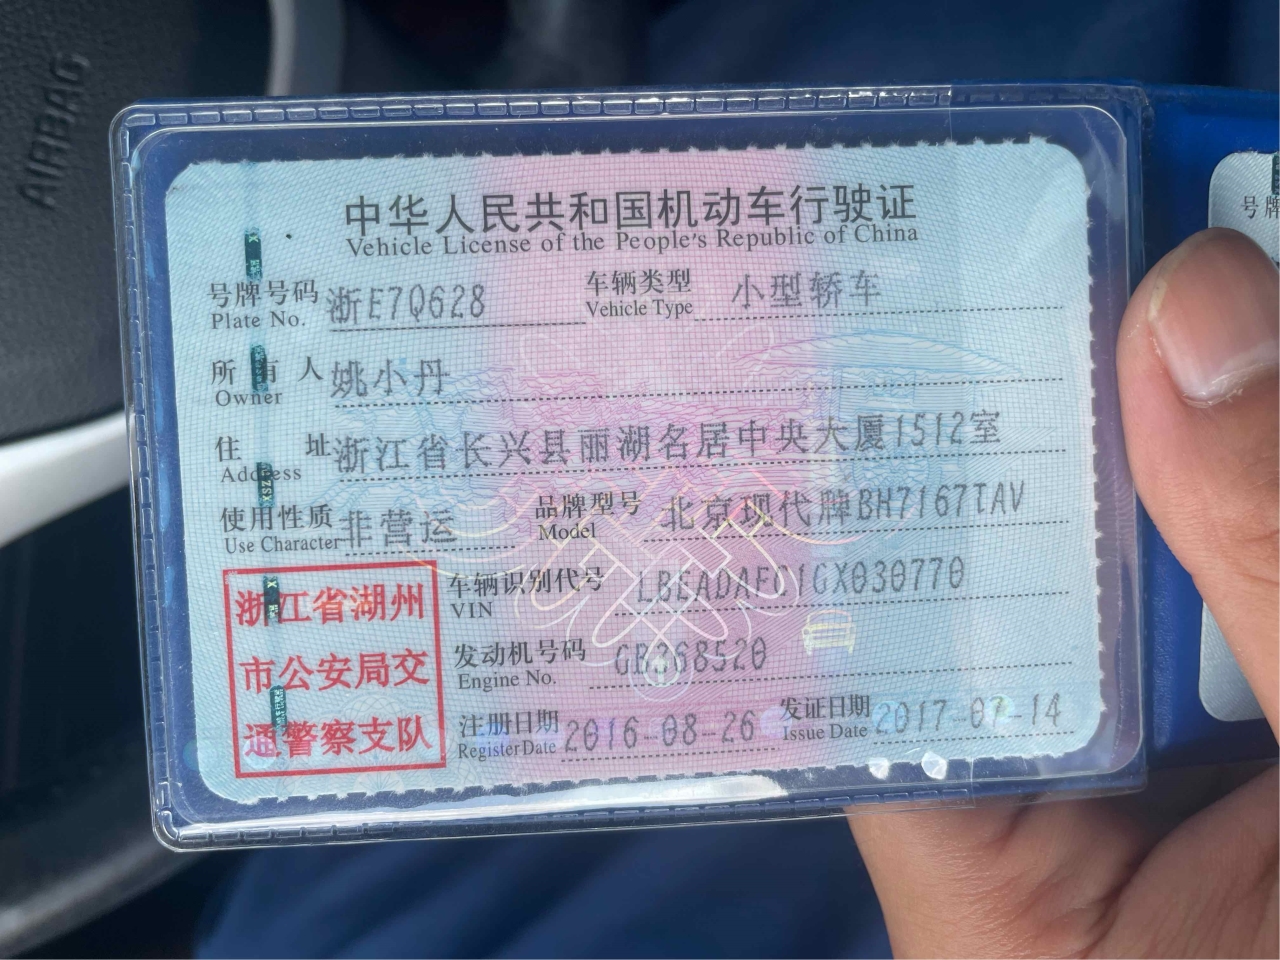 AIRBAG
中华人民共和国机动车行驶证
Vehicle License of the People's Republic of China
号牌号码 浙E7Q628 车辆类型 小型轿车
Plate No. Vehicle Type
所有人 姚小丹
Owner
住址 浙江省长兴县丽湖名居中央大厦1512室
Address
使用性质 非营运 品牌型号 北京现代牌BH7167TAV
Use Character Model
浙江省湖州
市公安局交
通警察支队
车辆识别代号 LBEADAFC1GX030770
VIN
发动机号码 GB368520
Engine No.
注册日期 2016-08-26 发证日期 2017-07-14
Register Date Issue Date
号牌